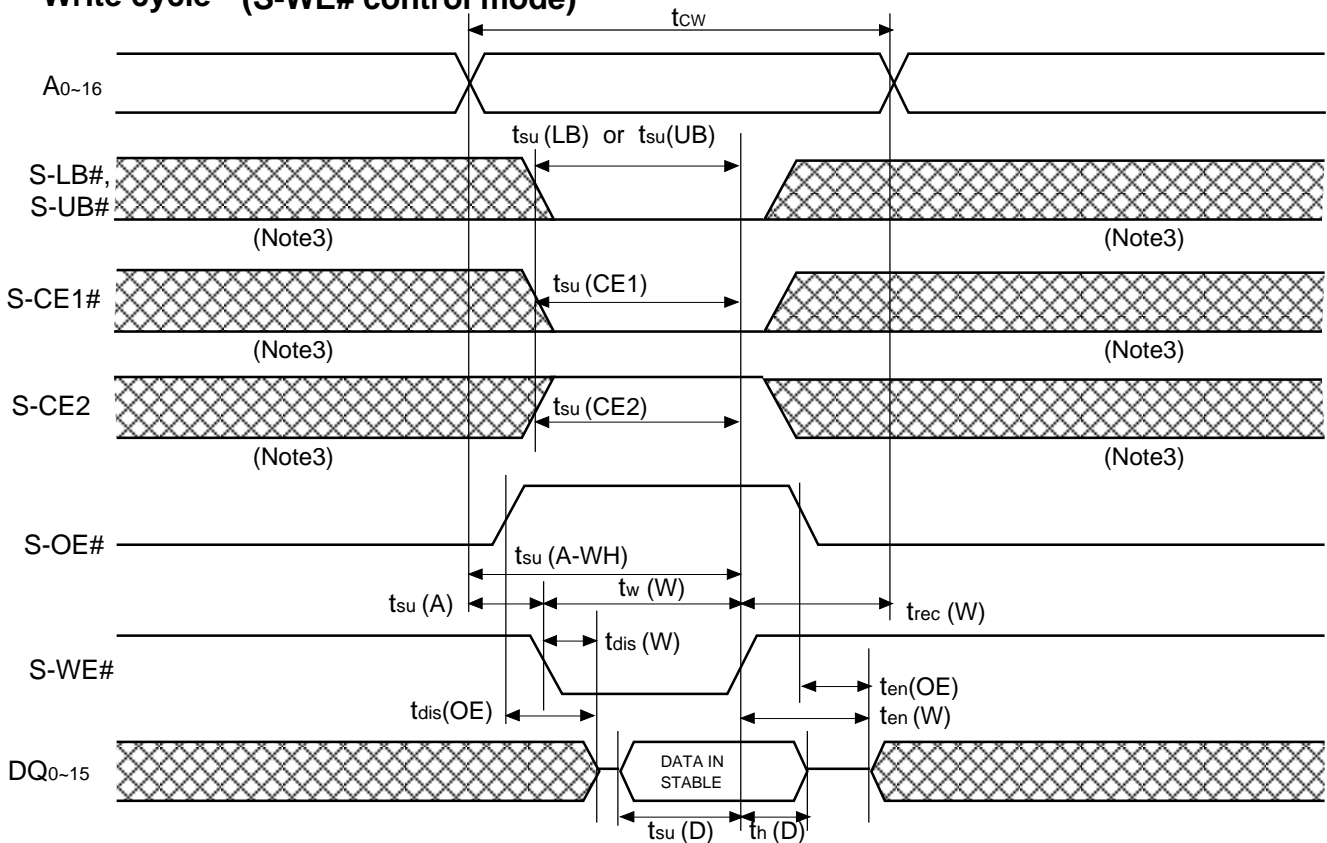 Write cycle (S-WE# control mode)
tCW
A0~16
tsu (LB) or tsu(UB)
S-LB#,
S-UB#
(Note3)
(Note3)
S-CE1#
tsu (CE1)
(Note3)
(Note3)
S-CE2
tsu (CE2)
(Note3)
(Note3)
S-OE#
tsu (A-WH)
tsu (A)
tw (W)
trec (W)
S-WE#
tdis (W)
tdis(OE)
ten(OE)
ten (W)
DQ0~15
DATA IN
STABLE
tsu (D)
th (D)